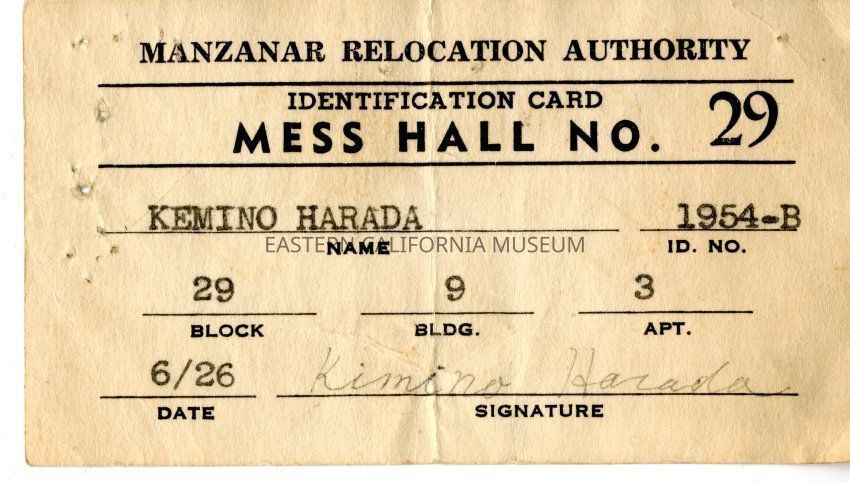 MANZANAR RELOCATION AUTHORITY
IDENTIFICATION CARD
MESS HALL NO. 29
KEMINO HARADA 1954-B
EASTERN CALIFORNIA MUSEUM
NAME ID. NO.
29 9 3
BLOCK BLDG. APT.
6/26 Kimino Harada
DATE SIGNATURE